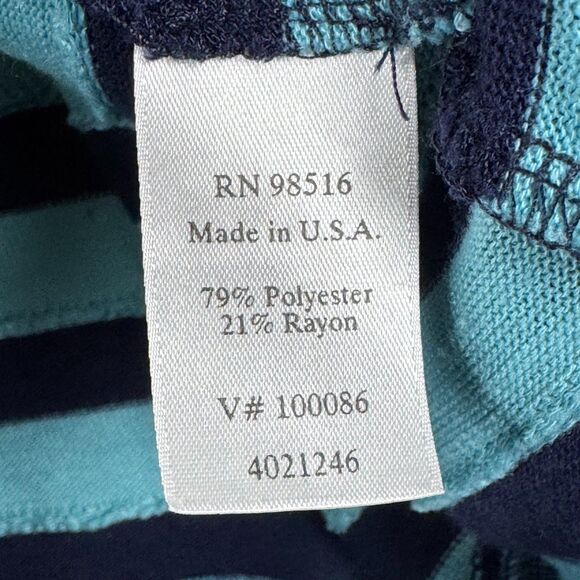 RN 98516
Made in U.S.A.
79% Polyester
21% Rayon
V# 100086
4021246